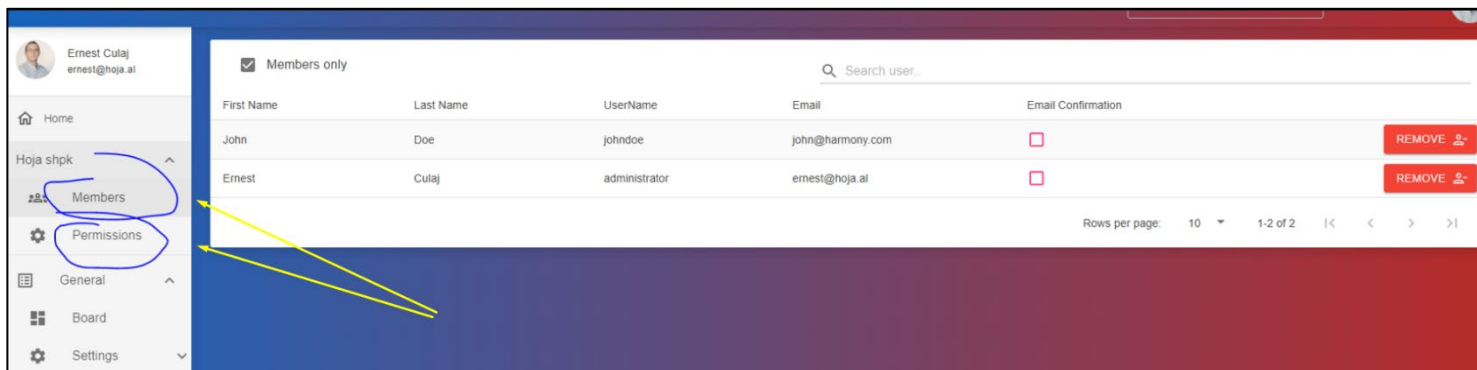 Ernest Culaj
ernest@hoja.al
Home
Hoja shpk
Members
Permissions
General
Board
Settings
Members only
Search user..
First Name Last Name UserName Email Email Confirmation
John Doe johndoe john@harmony.com REMOVE
Ernest Culaj administrator ernest@hoja.al REMOVE
Rows per page: 10 1-2 of 2